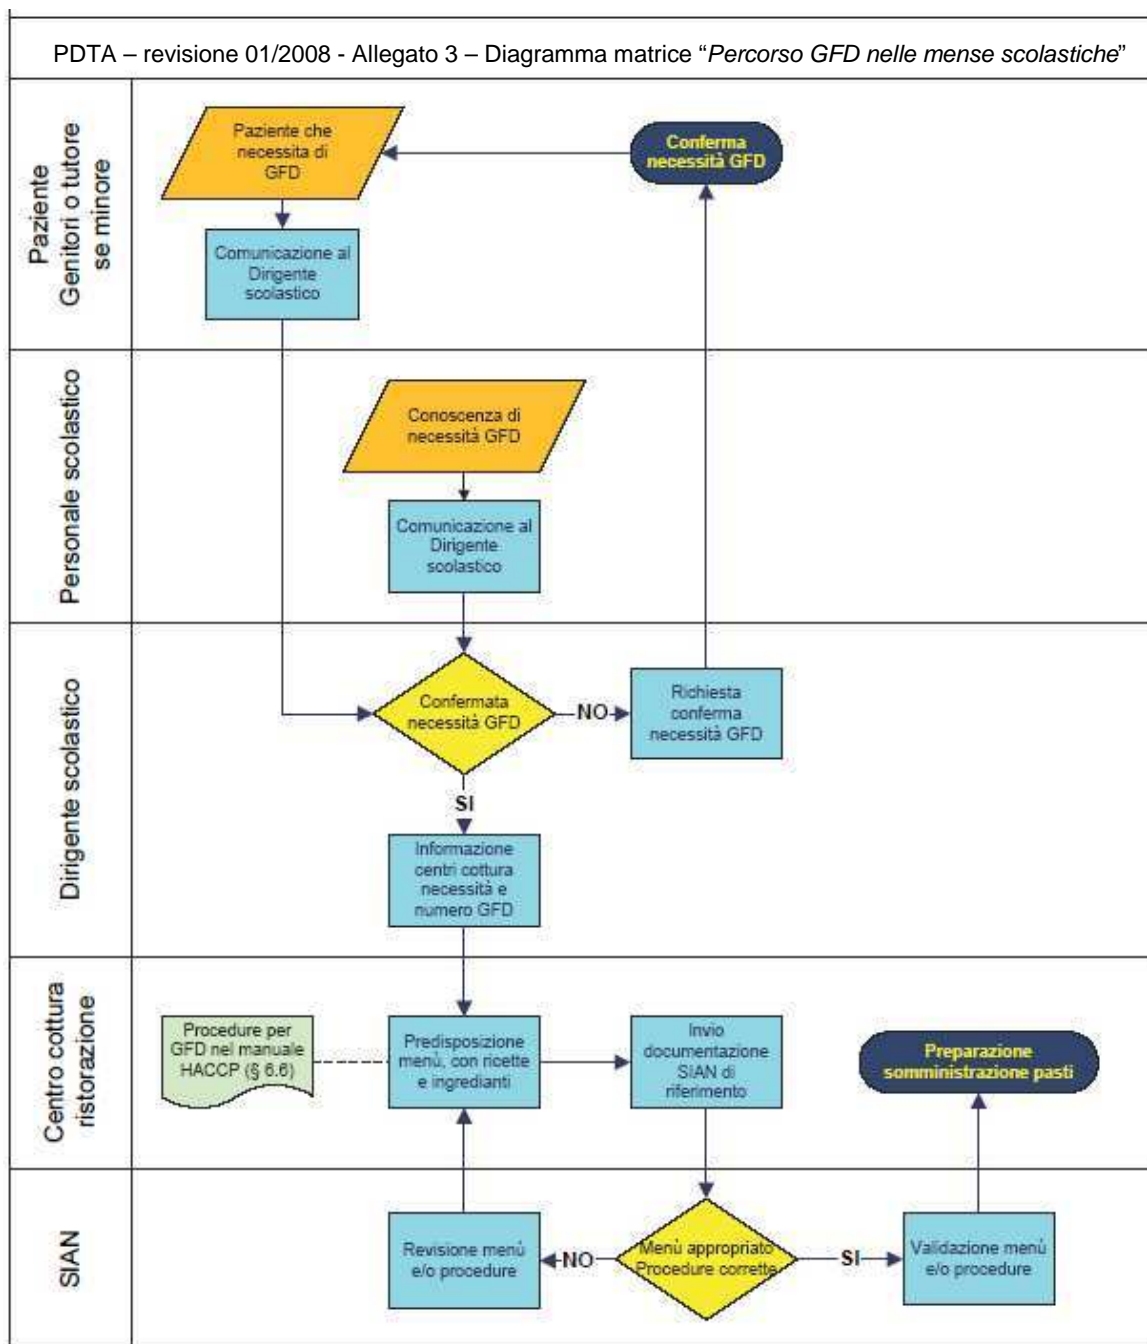 PDTA – revisione 01/2008 - Allegato 3 – Diagramma matrice “Percorso GFD nelle mense scolastiche”
Paziente
Genitori o tutore
se minore
Paziente che
necessita di
GFD
Conferma
necessità GFD
Comunicazione al
Dirigente
scolastico
Personale scolastico
Conoscenza di
necessità GFD
Comunicazione al
Dirigente
scolastico
Dirigente scolastico
Confermata
necessità GFD
NO
Richiesta
conferma
necessità GFD
SI
Informazione
centri cottura
necessità e
numero GFD
Centro cottura
ristorazione
Procedure per
GFD nel manuale
HACCP (§ 6.6)
Predisposizione
menù, con ricette
e ingredianti
Invio
documentazione
SIAN di
riferimento
Preparazione
somministrazione pasti
SIAN
Revisione menù
e/o procedure
NO
Menù appropriato
Procedure corrette
SI
Validazione menù
e/o procedure